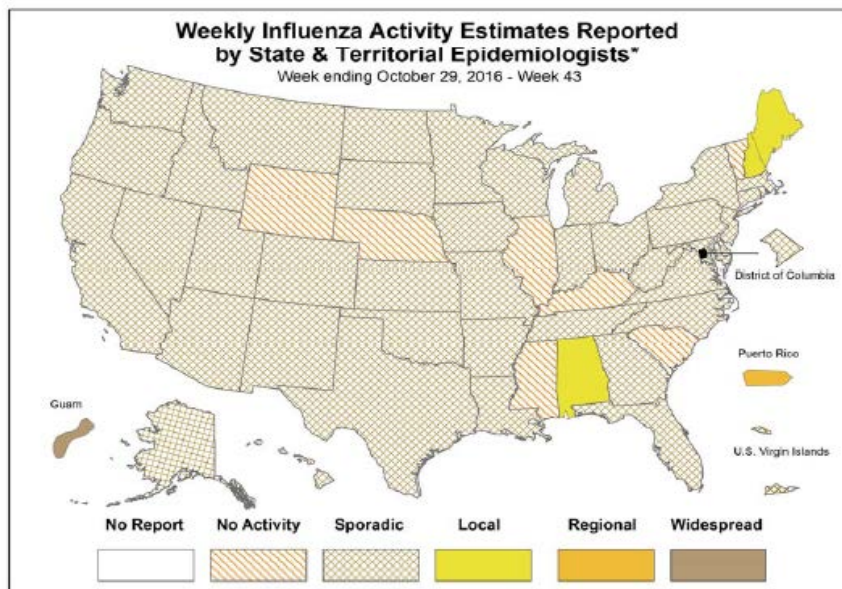 Weekly Influenza Activity Estimates Reported
by State & Territorial Epidemiologists*
Week ending October 29, 2016 - Week 43
District of Columbia
Puerto Rico
Guam
U.S. Virgin Islands
No Report No Activity Sporadic Local Regional Widespread